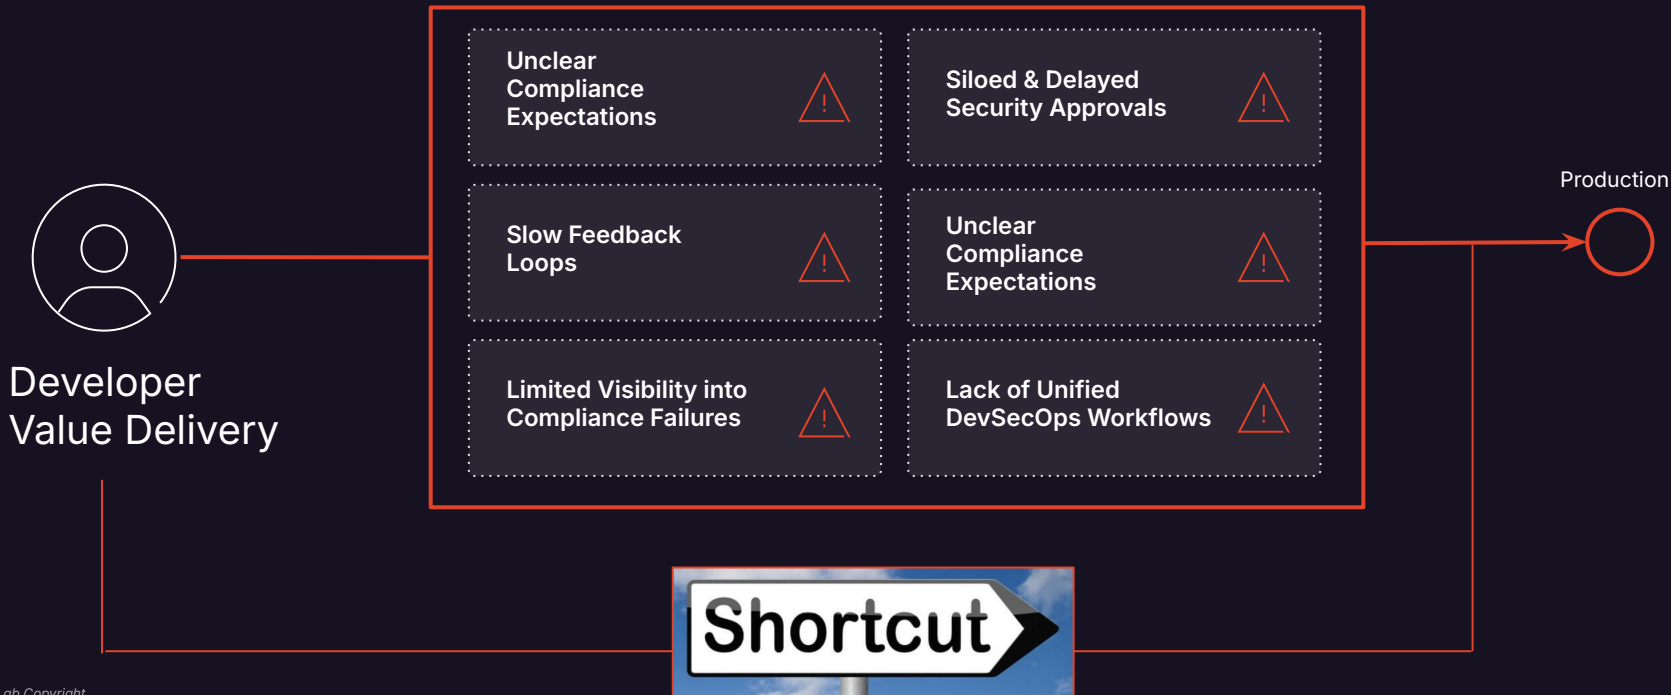 Unclear
Compliance
Expectations
Siloed & Delayed
Security Approvals
Production
Slow Feedback
Loops
Unclear
Compliance
Expectations
Developer
Value Delivery
Limited Visibility into
Compliance Failures
Lack of Unified
DevSecOps Workflows
Shortcut
Copyright